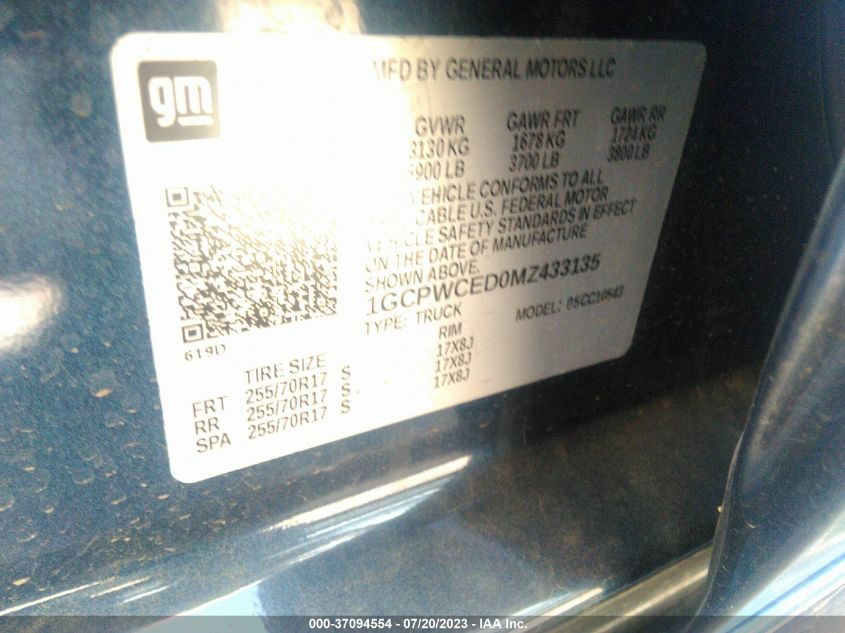 gm
MFD BY GENERAL MOTORS LLC
GVWR GAWR FRT GAWR RR
3130 KG 1678 KG 1724 KG
6900 LB 3700 LB 3800 LB
VEHICLE CONFORMS TO ALL
U.S. FEDERAL MOTOR
VEHICLE SAFETY STANDARDS IN EFFECT
ON THE DATE OF MANUFACTURE
SHOWN ABOVE.
1GCPWCED0MZ433135
TYPE: TRUCK MODEL: 05CC10543
619D
TIRE SIZE RIM
FRT 255/70R17 S 17X8J
RR 255/70R17 S 17X8J
SPA 255/70R17 S 17X8J
000-37094554 / 07/20/2023 - IAA Inc.